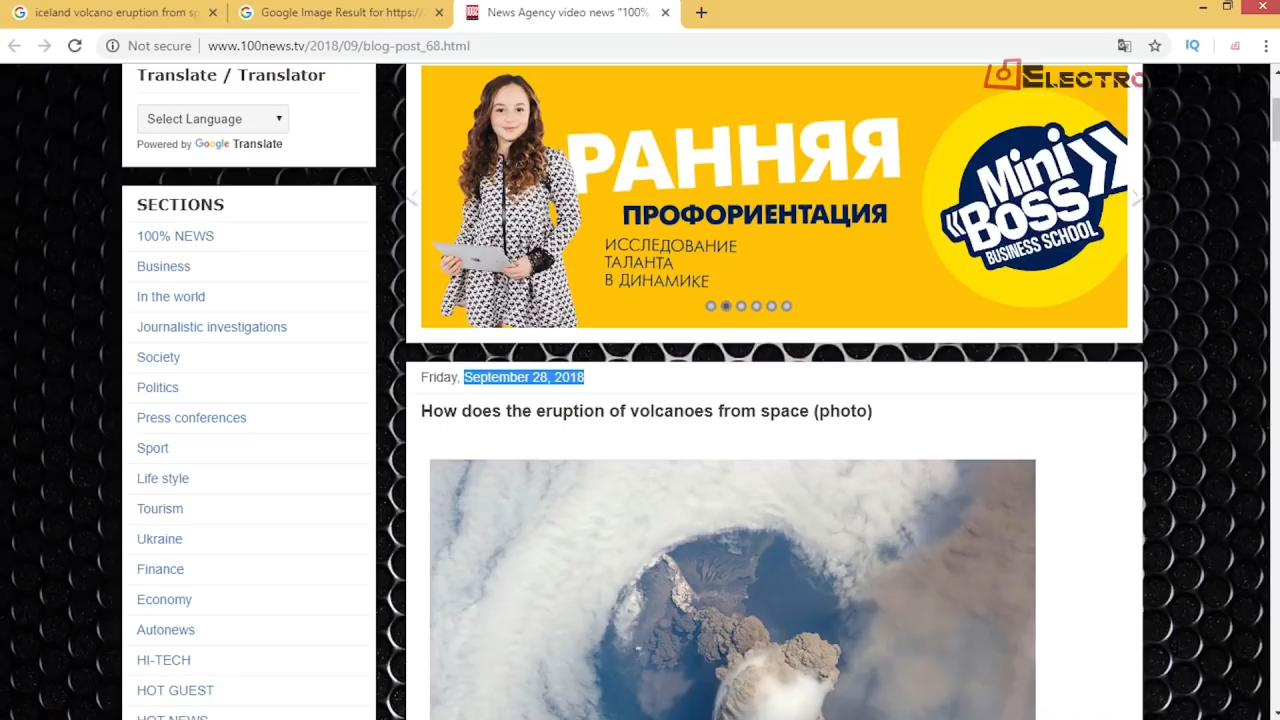 iceland volcano eruption from sp
Google Image Result for https://
News Agency video news "100%
Not secure
www.100news.tv/2018/09/blog-post_68.html
IQ
ELECTRO
Translate / Translator
Select Language
Powered by Google Translate
SECTIONS
100% NEWS
Business
In the world
Journalistic investigations
Society
Politics
Press conferences
Sport
Life style
Tourism
Ukraine
Finance
Economy
Autonews
HI-TECH
HOT GUEST
HOT NEWS
РАННЯЯ
ПРОФОРИЕНТАЦИЯ
ИССЛЕДОВАНИЕ
ТАЛАНТА
В ДИНАМИКЕ
Mini
Boss
BUSINESS SCHOOL
Friday, September 28, 2018
How does the eruption of volcanoes from space (photo)